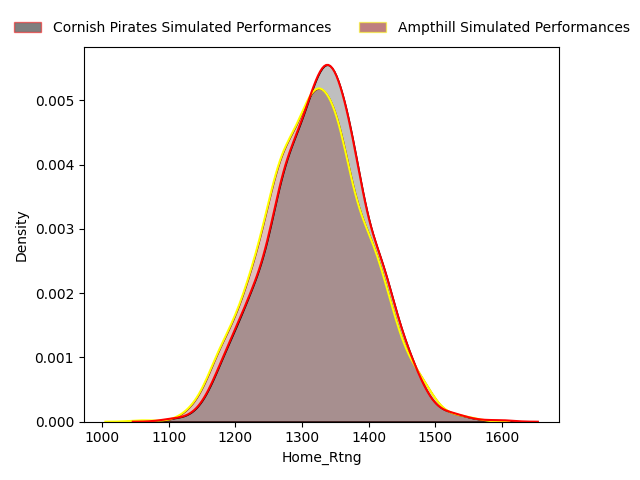 Cornish Pirates Simulated Performances Ampthill Simulated Performances
0.005
0.004
0.003
0.002
0.001
0.000
Density
1000 1100 1200 1300 1400 1500 1600
Home_Rtng